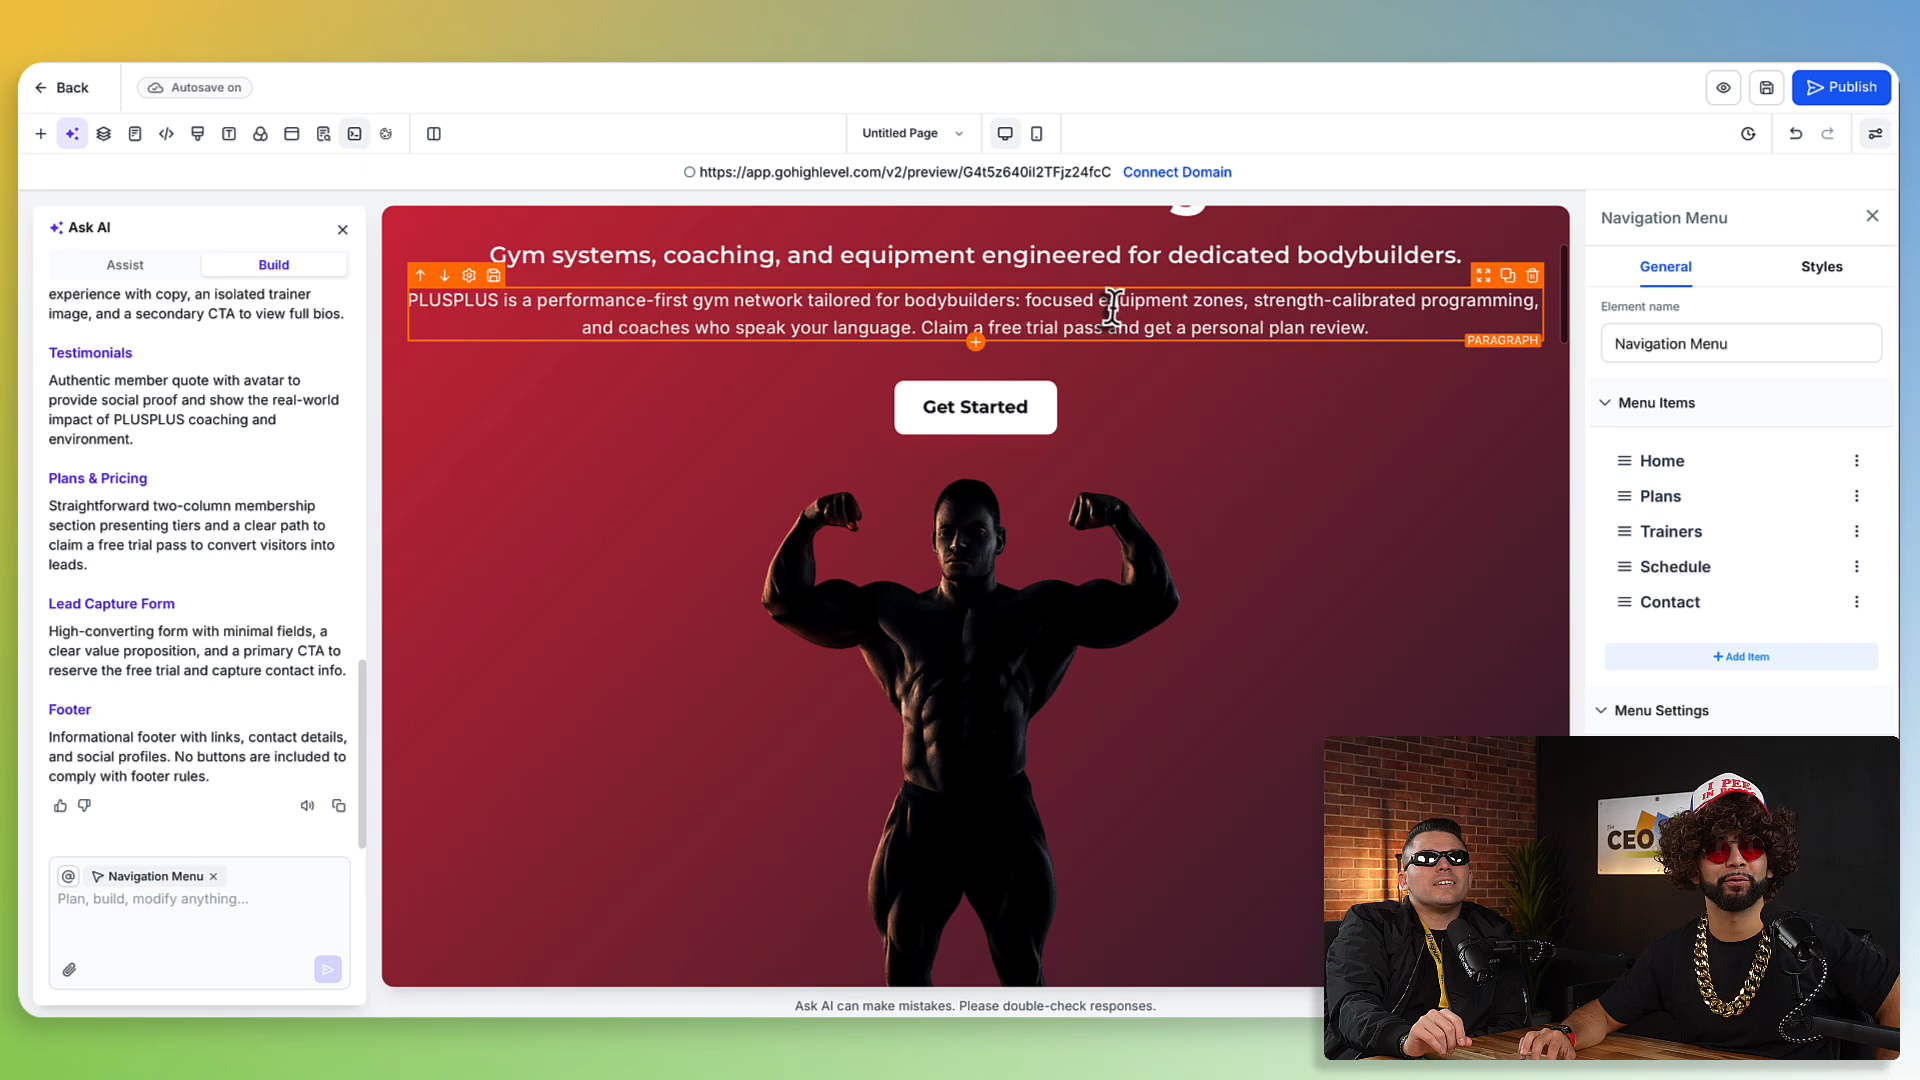 Back
Autosave on
Publish
Untitled Page
https://app.gohighlevel.com/v2/preview/G4t5z640il2TFjz24fcC Connect Domain
Ask AI
Assist
Build
experience with copy, an isolated trainer
image, and a secondary CTA to view full bios.
Testimonials
Authentic member quote with avatar to
provide social proof and show the real-world
impact of PLUSPLUS coaching and
environment.
Plans & Pricing
Straightforward two-column membership
section presenting tiers and a clear path to
claim a free trial pass to convert visitors into
leads.
Lead Capture Form
High-converting form with minimal fields, a
clear value proposition, and a primary CTA to
reserve the free trial and capture contact info.
Footer
Informational footer with links, contact details,
and social profiles. No buttons are included to
comply with footer rules.
@ Navigation Menu
Plan, build, modify anything...
Gym systems, coaching, and equipment engineered for dedicated bodybuilders.
PLUSPLUS is a performance-first gym network tailored for bodybuilders: focused equipment zones, strength-calibrated programming,
and coaches who speak your language. Claim a free trial pass and get a personal plan review.
PARAGRAPH
Get Started
Ask AI can make mistakes. Please double-check responses.
Navigation Menu
General
Styles
Element name
Navigation Menu
Menu Items
Home
Plans
Trainers
Schedule
Contact
+ Add Item
Menu Settings
I PEE
IN
The
CEO